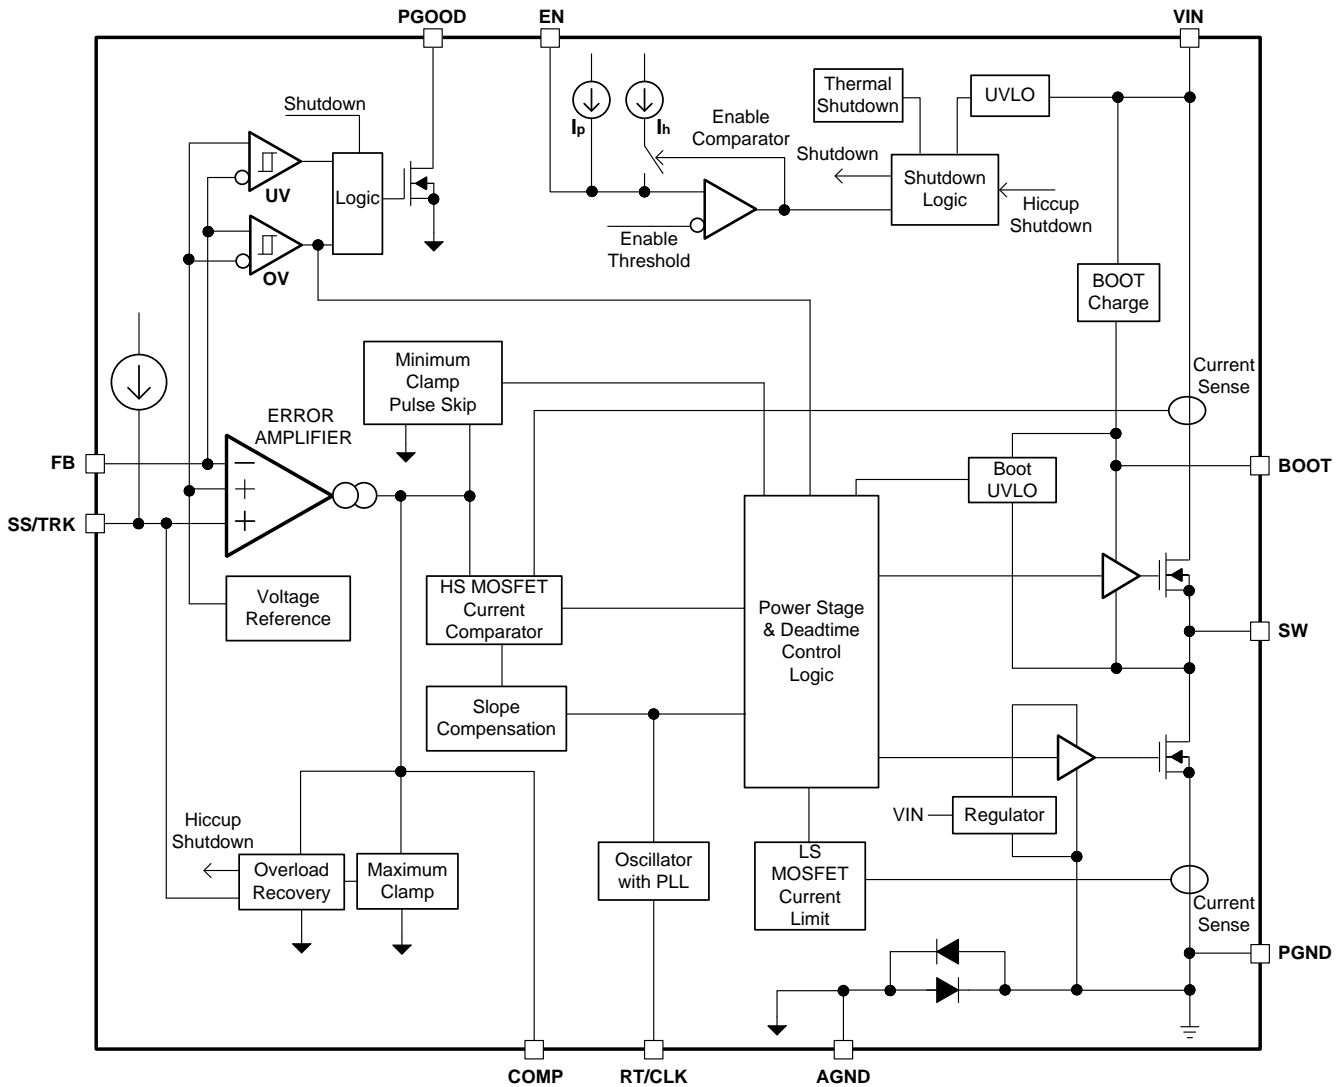 PGOOD
EN
VIN
Shutdown
Ip
Ih
Enable
Comparator
Thermal
Shutdown
UVLO
Shutdown
Shutdown
Logic
Hiccup
Shutdown
UV
Logic
OV
Enable
Threshold
BOOT
Charge
Current
Sense
Minimum
Clamp
Pulse Skip
ERROR
AMPLIFIER
FB
−
+
+
SS/TRK
Boot
UVLO
BOOT
Voltage
Reference
HS MOSFET
Current
Comparator
Power Stage
& Deadtime
Control
Logic
SW
Slope
Compensation
VIN
Regulator
Hiccup
Shutdown
Overload
Recovery
Maximum
Clamp
Oscillator
with PLL
LS
MOSFET
Current
Limit
Current
Sense
PGND
COMP
RT/CLK
AGND